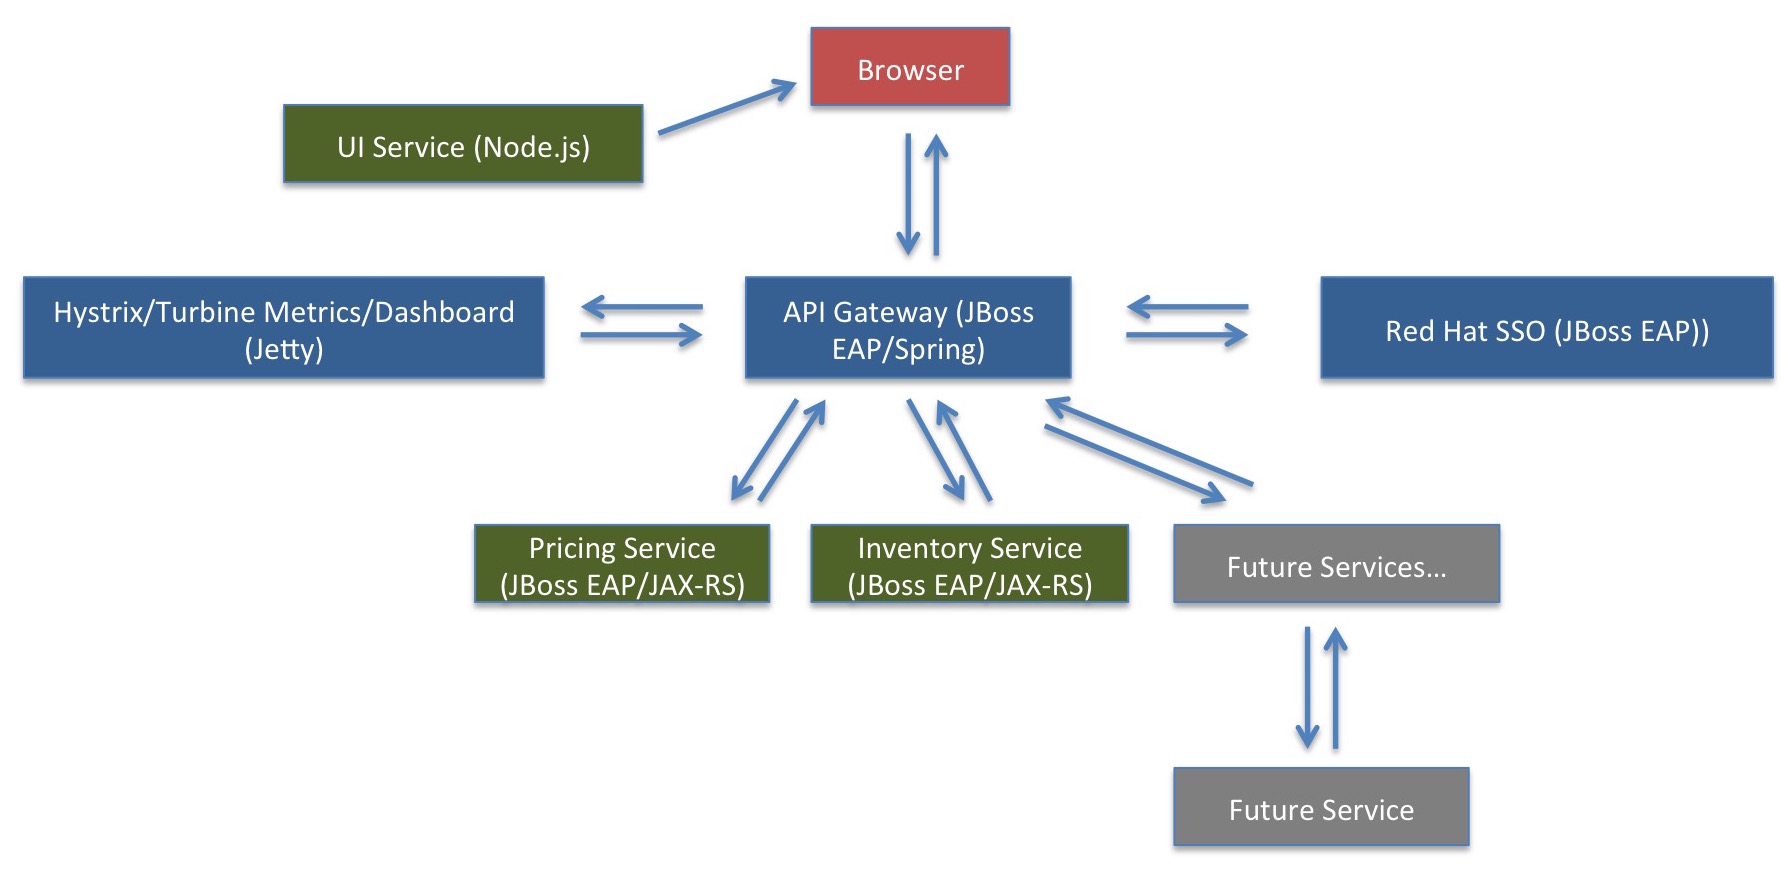 Browser
UI Service (Node.js)
Hystrix/Turbine Metrics/Dashboard
(Jetty)
API Gateway (JBoss
EAP/Spring)
Red Hat SSO (JBoss EAP))
Pricing Service
(JBoss EAP/JAX-RS)
Inventory Service
(JBoss EAP/JAX-RS)
Future Services...
Future Service